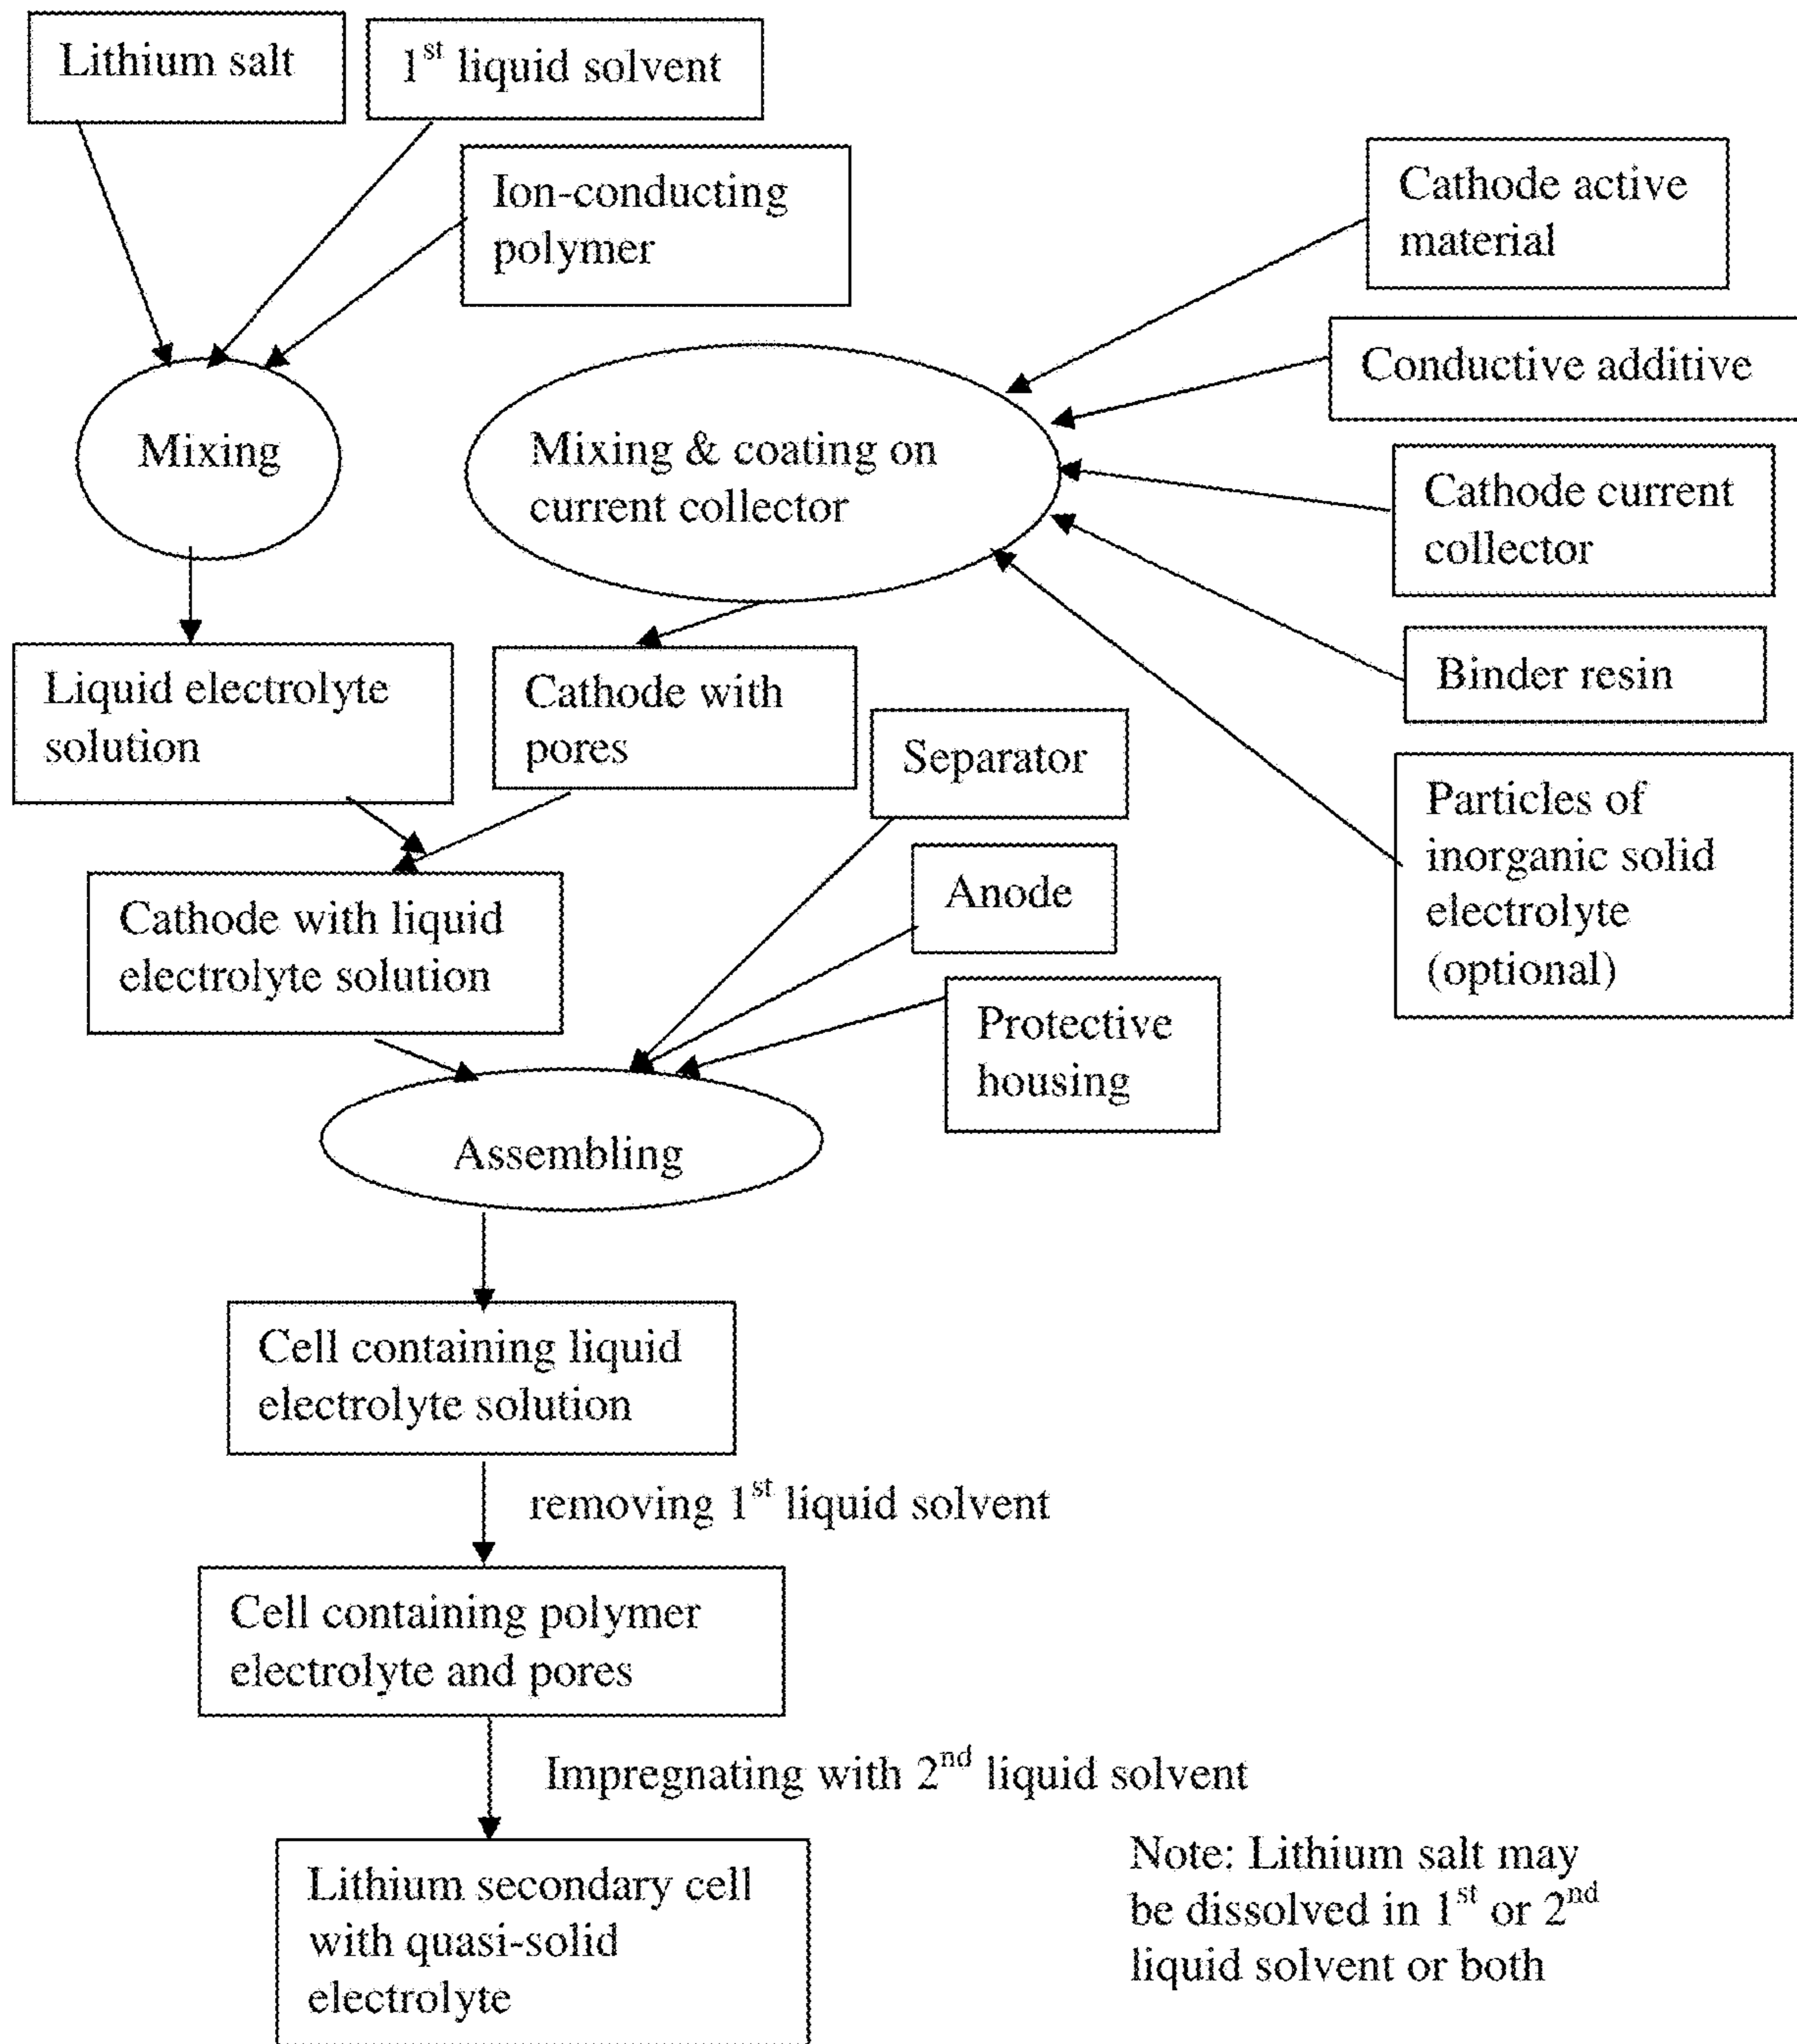 Lithium salt
1st liquid solvent
Ion-conducting
polymer
Cathode active
material
Conductive additive
Mixing
Mixing & coating on
current collector
Cathode current
collector
Binder resin
Liquid electrolyte
solution
Cathode with
pores
Separator
Particles of
inorganic solid
electrolyte
(optional)
Anode
Cathode with liquid
electrolyte solution
Protective
housing
Assembling
Cell containing liquid
electrolyte solution
removing 1st liquid solvent
Cell containing polymer
electrolyte and pores
Impregnating with 2nd liquid solvent
Lithium secondary cell
with quasi-solid
electrolyte
Note: Lithium salt may
be dissolved in 1st or 2nd
liquid solvent or both